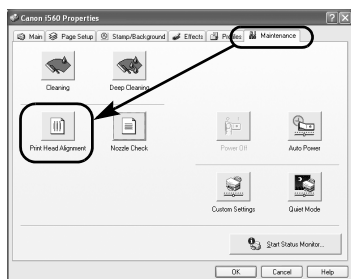 Canon i560 Properties
Main Page Setup Stamp/Background Effects Profiles Maintenance
Cleaning Deep Cleaning
Print Head Alignment Nozzle Check Power Off Auto Power
Custom Settings Quiet Mode
Start Status Monitor...
OK Cancel Help